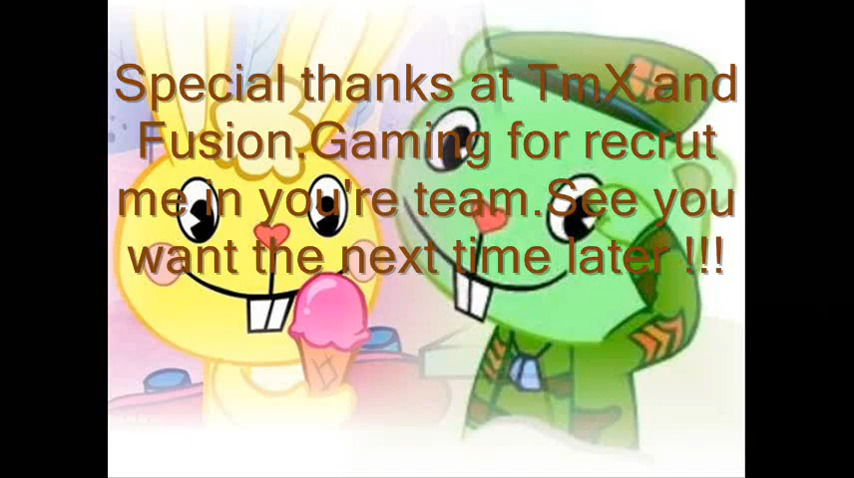 Special thanks at TmX and
Fusion.Gaming for recrut
me in you're team.See you
want the next time later !!!